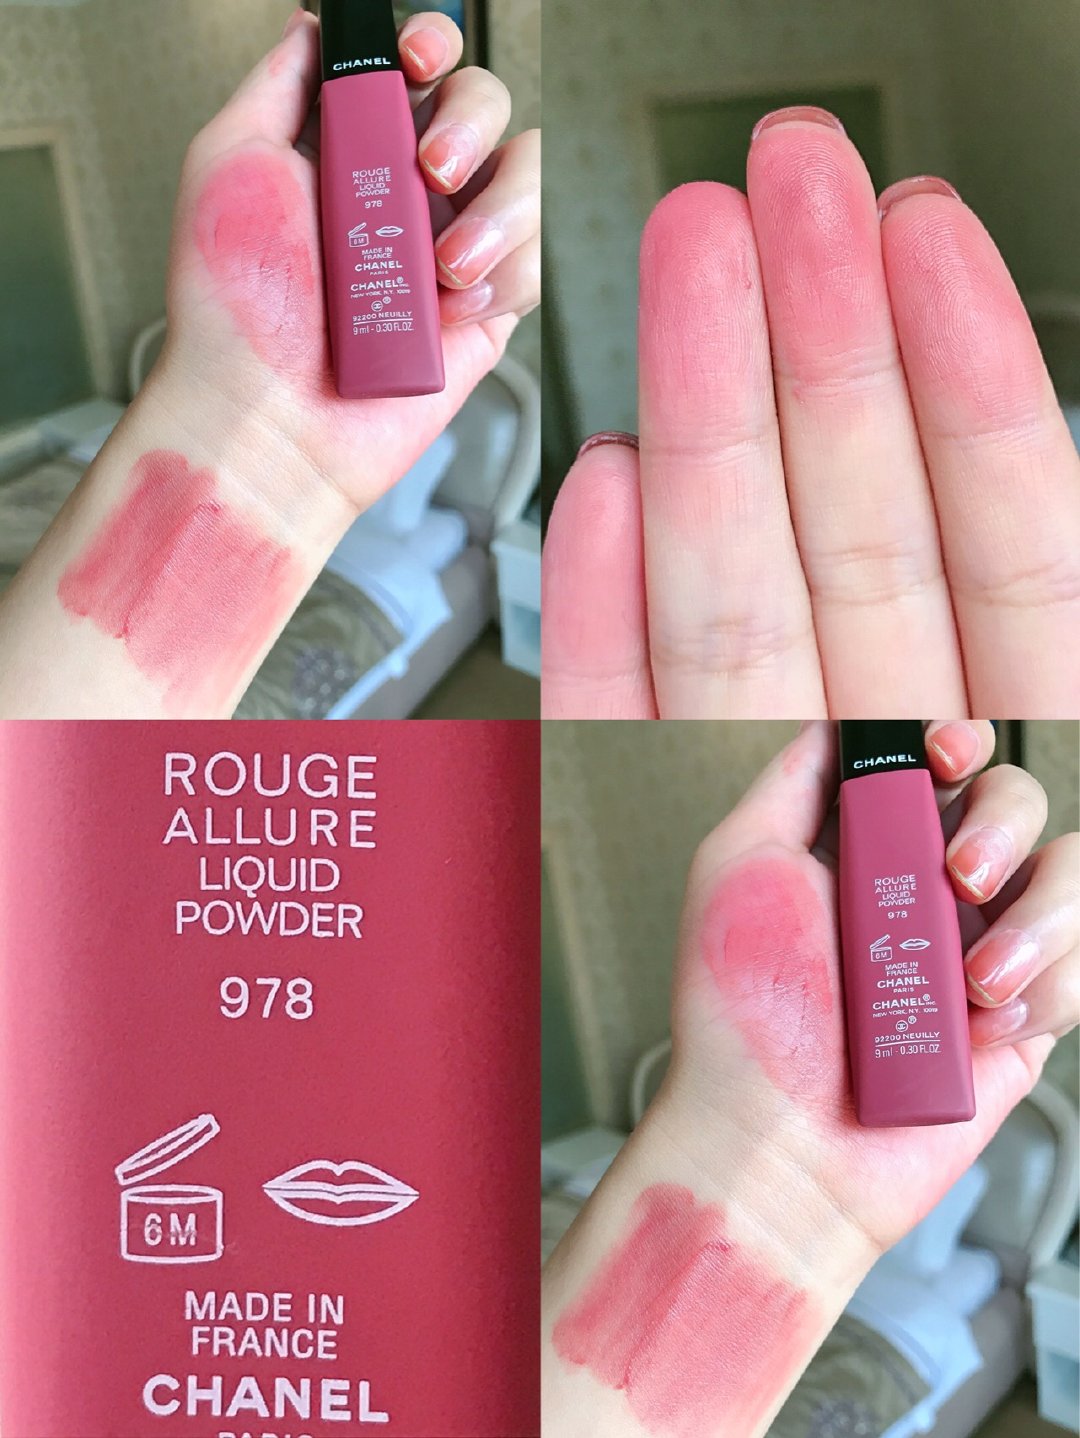 CHANEL
ROUGE
ALLURE
LIQUID
POWDER
978
6M
MADE IN
FRANCE
CHANEL
PARIS
CHANEL® INC.
NEW YORK, N.Y. 10019
®
92200 NEUILLY
9 ml - 0.30 FL.OZ.
ROUGE
ALLURE
LIQUID
POWDER
978
6M
MADE IN
FRANCE
CHANEL
PARIS
CHANEL
ROUGE
ALLURE
LIQUID
POWDER
978
6M
MADE IN
FRANCE
CHANEL
PARIS
CHANEL® INC.
NEW YORK, N.Y. 10019
®
92200 NEUILLY
9 ml - 0.30 FL.OZ.